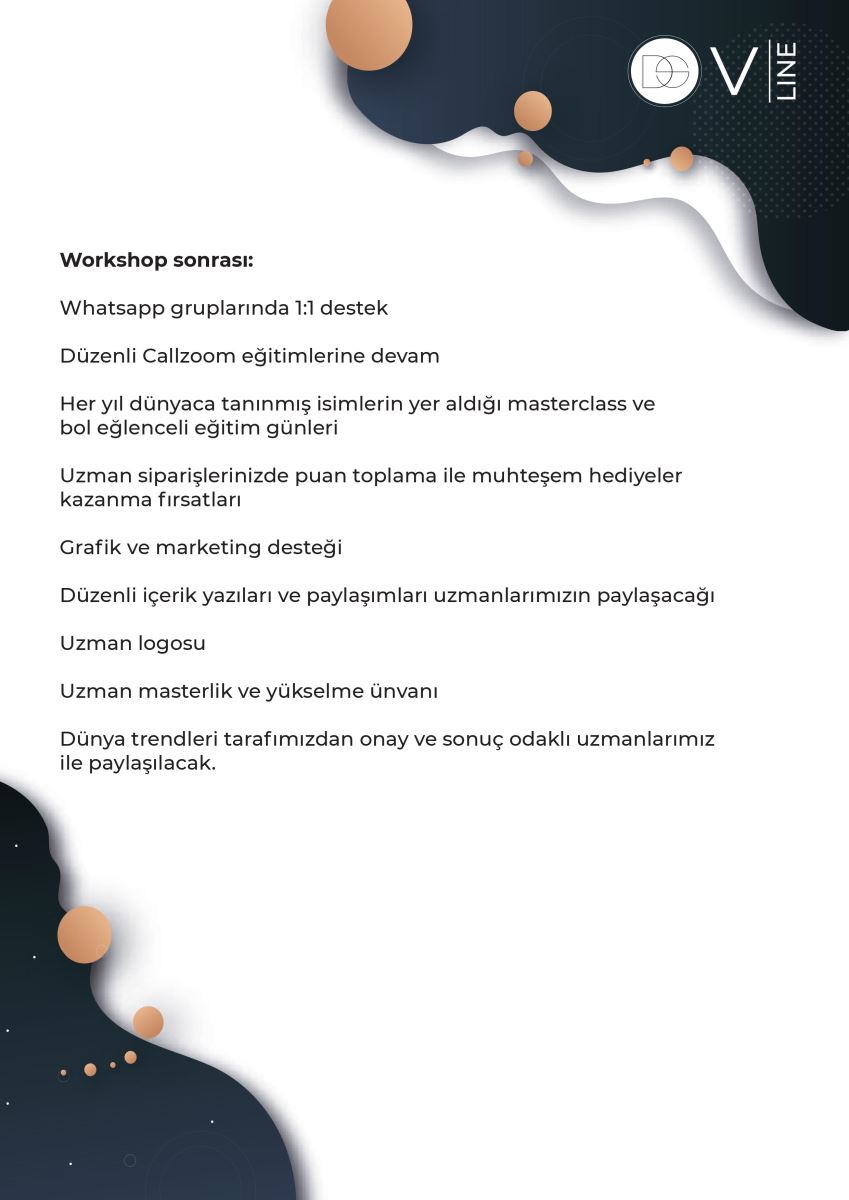 DG V LINE
Workshop sonrası:
Whatsapp gruplarında 1:1 destek
Düzenli Callzoom eğitimlerine devam
Her yıl dünyaca tanınmış isimlerin yer aldığı masterclass ve
bol eğlenceli eğitim günleri
Uzman siparişlerinizde puan toplama ile muhteşem hediyeler
kazanma fırsatları
Grafik ve marketing desteği
Düzenli içerik yazıları ve paylaşımları uzmanlarımızın paylaşacağı
Uzman logosu
Uzman masterlik ve yükselme ünvanı
Dünya trendleri tarafımızdan onay ve sonuç odaklı uzmanlarımız
ile paylaşılacak.